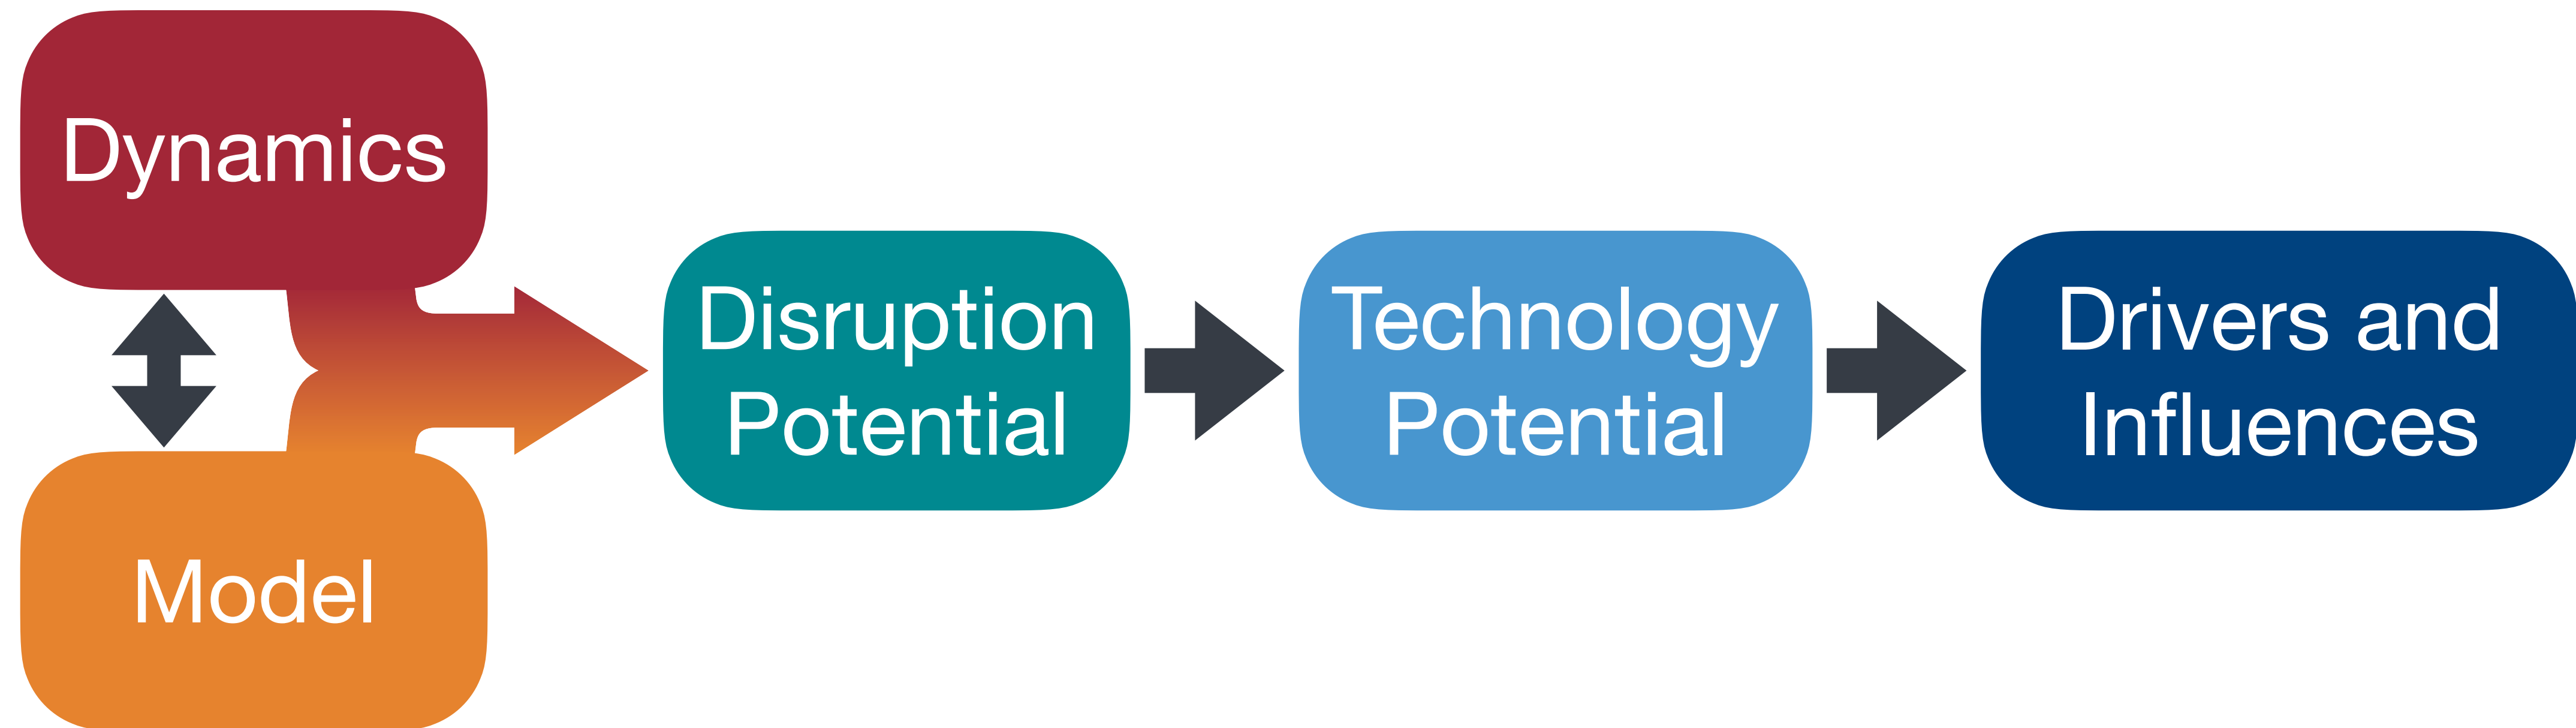 Dynamics
Model
Disruption
Potential
Technology
Potential
Drivers and
Influences